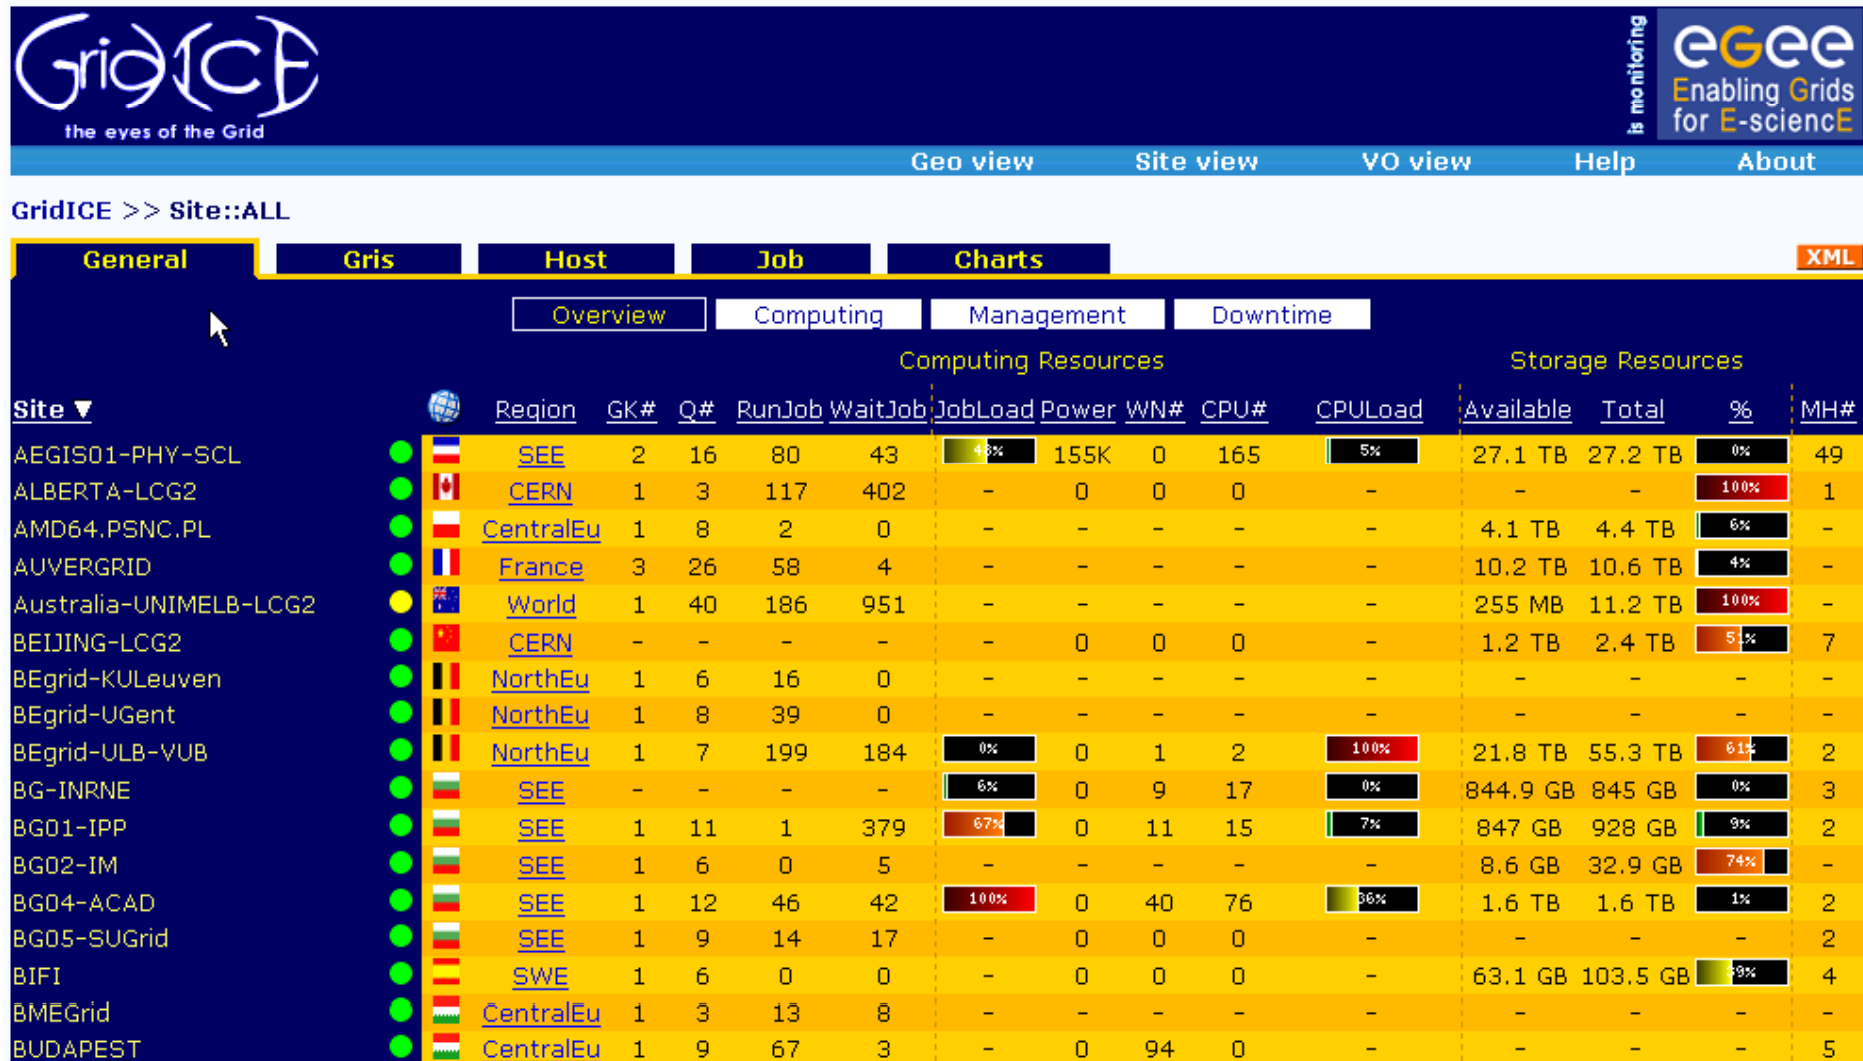 GridICE
the eyes of the Grid
is monitoring
egee
Enabling Grids
for E-sciencE
Geo view Site view VO view Help About
GridICE >> Site::ALL
General Gris Host Job Charts XML
Overview Computing Management Downtime
Computing Resources Storage Resources
Site ▼ Region GK# Q# RunJob WaitJob JobLoad Power WN# CPU# CPULoad Available Total % MH#
AEGIS01-PHY-SCL SEE 2 16 80 43 48% 155K 0 165 5% 27.1 TB 27.2 TB 0% 49
ALBERTA-LCG2 CERN 1 3 117 402 - 0 0 0 - - - 100% 1
AMD64.PSNC.PL CentralEu 1 8 2 0 - - - - - 4.1 TB 4.4 TB 6% -
AUVERGRID France 3 26 58 4 - - - - - 10.2 TB 10.6 TB 4% -
Australia-UNIMELB-LCG2 World 1 40 186 951 - - - - - 255 MB 11.2 TB 100% -
BEIJING-LCG2 CERN - - - - - 0 0 0 - 1.2 TB 2.4 TB 51% 7
BEgrid-KULeuven NorthEu 1 6 16 0 - - - - - - - - -
BEgrid-UGent NorthEu 1 8 39 0 - - - - - - - - -
BEgrid-ULB-VUB NorthEu 1 7 199 184 0% 0 1 2 100% 21.8 TB 55.3 TB 61% 2
BG-INRNE SEE - - - - 6% 0 9 17 0% 844.9 GB 845 GB 0% 3
BG01-IPP SEE 1 11 1 379 67% 0 11 15 7% 847 GB 928 GB 9% 2
BG02-IM SEE 1 6 0 5 - - - - - 8.6 GB 32.9 GB 74% -
BG04-ACAD SEE 1 12 46 42 100% 0 40 76 36% 1.6 TB 1.6 TB 1% 2
BG05-SUGrid SEE 1 9 14 17 - 0 0 0 - - - - 2
BIFI SWE 1 6 0 0 - 0 0 0 - 63.1 GB 103.5 GB 39% 4
BMEGrid CentralEu 1 3 13 8 - - - - - - - - -
BUDAPEST CentralEu 1 9 67 3 - 0 94 0 - - - - 5